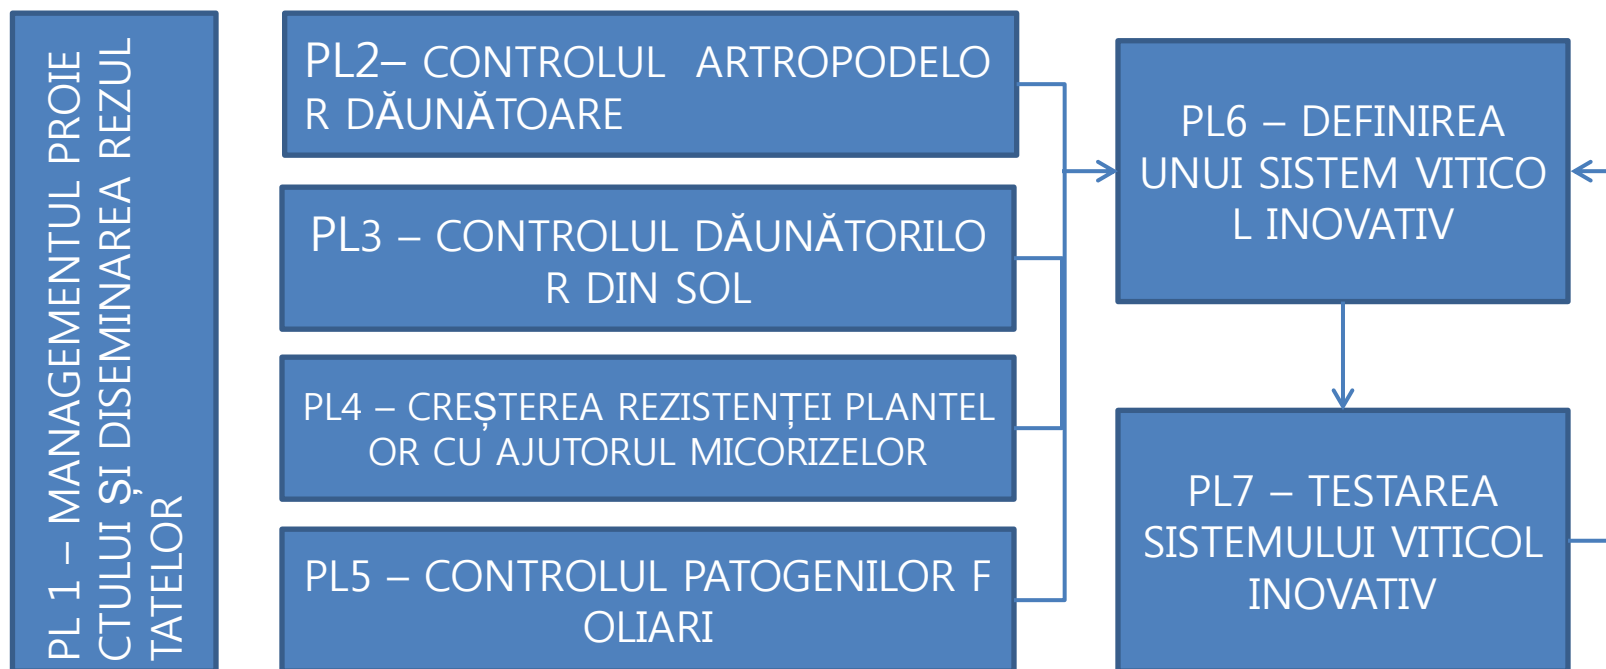 PL 1 – MANAGEMENTUL PROIE
CTULUI ȘI DISEMINAREA REZUL
TATELOR
PL2– CONTROLUL ARTROPODELO
R DĂUNĂTOARE
PL3 – CONTROLUL DĂUNĂTORILO
R DIN SOL
PL4 – CREȘTEREA REZISTENȚEI PLANTEL
OR CU AJUTORUL MICORIZELOR
PL5 – CONTROLUL PATOGENILOR F
OLIARI
PL6 – DEFINIREA
UNUI SISTEM VITICO
L INOVATIV
PL7 – TESTAREA
SISTEMULUI VITICOL
INOVATIV